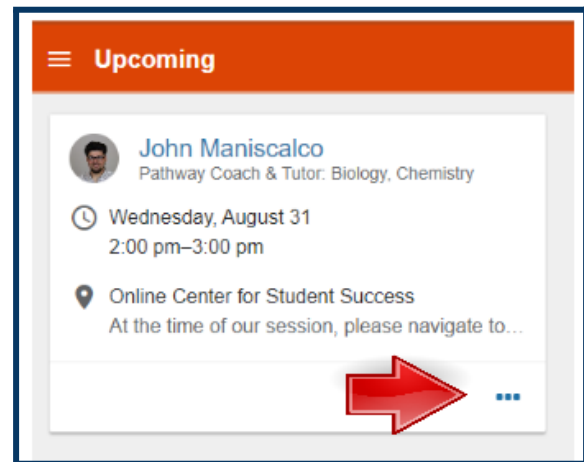 Upcoming
John Maniscalco
Pathway Coach & Tutor: Biology, Chemistry
Wednesday, August 31
2:00 pm–3:00 pm
Online Center for Student Success
At the time of our session, please navigate to...